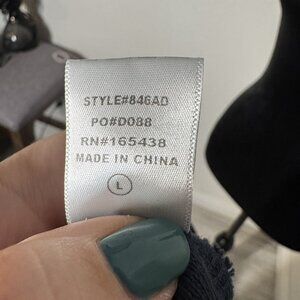 STYLE#846AD
PO#D088
RN#165438
MADE IN CHINA
L